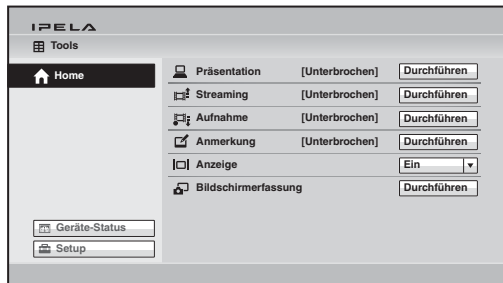 IPELA
Tools
Home
Präsentation [Unterbrochen] Durchführen
Streaming [Unterbrochen] Durchführen
Aufnahme [Unterbrochen] Durchführen
Anmerkung [Unterbrochen] Durchführen
Anzeige Ein
Bildschirmerfassung Durchführen
Geräte-Status
Setup